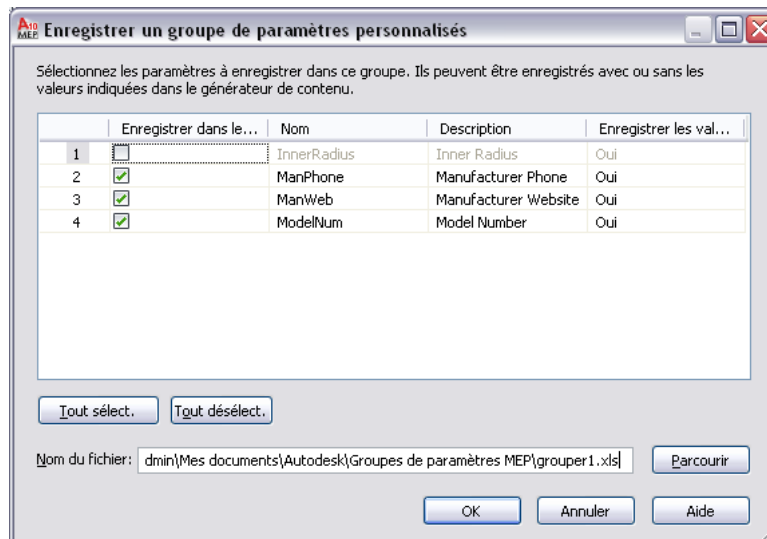 A10 MEP Enregistrer un groupe de paramètres personnalisés
Sélectionnez les paramètres à enregistrer dans ce groupe. Ils peuvent être enregistrés avec ou sans les
valeurs indiquées dans le générateur de contenu.
Enregistrer dans le... Nom Description Enregistrer les val...
1 InnerRadius Inner Radius Oui
2 ManPhone Manufacturer Phone Oui
3 ManWeb Manufacturer Website Oui
4 ModelNum Model Number Oui
Tout sélect. Tout désélect.
Nom du fichier: dmin\Mes documents\Autodesk\Groupes de paramètres MEP\grouper1.xls Parcourir
OK Annuler Aide